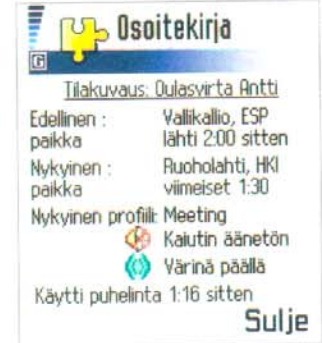 Osoitekirja
G
Tilakuvaus: Oulasvirta Antti
Edellinen : Vallikallio, ESP
paikka lähti 2:00 sitten
Nykyinen : Ruoholahti, HKI
paikka viimeiset 1:30
Nykyinen profiili: Meeting
Kaiutin äänetön
Värinä päällä
Käytti puhelinta 1:16 sitten
Sulje